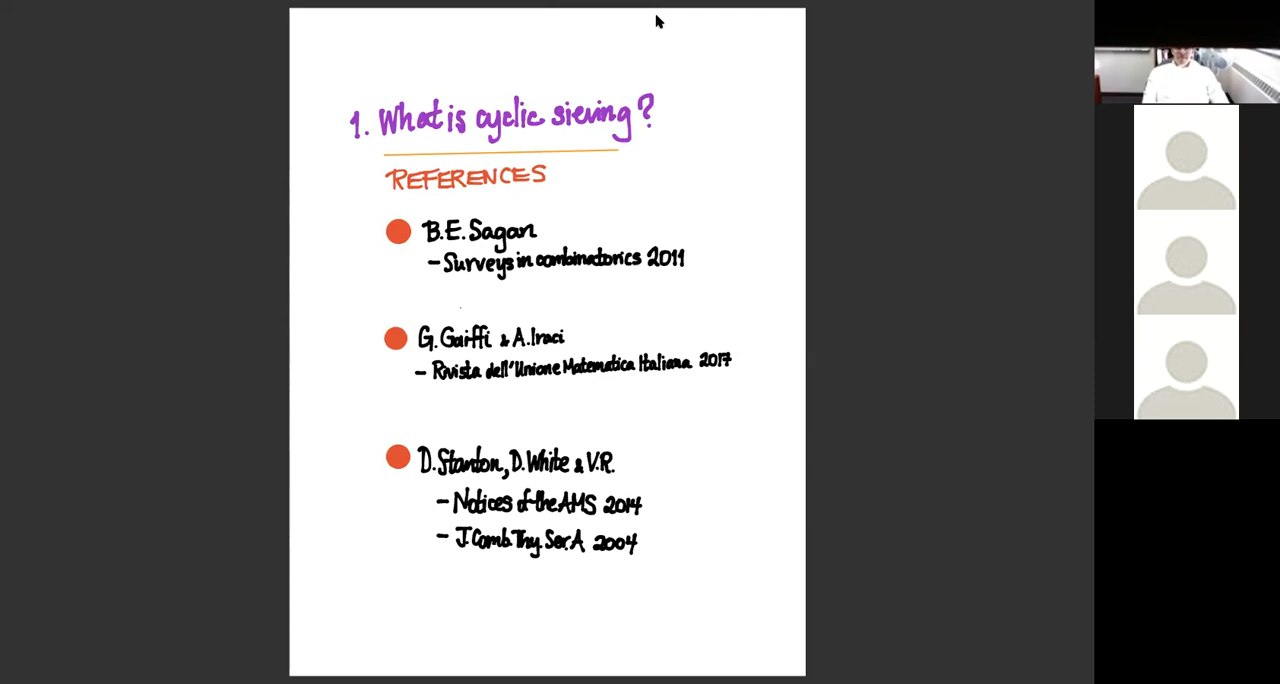 1. What is cyclic sieving?
REFERENCES
B.E. Sagan
- Surveys in combinatorics 2011
G. Gaiffi & A. Iraci
- Rivista dell'Unione Matematica Italiana 2017
D. Stanton, D. White & V.R.
- Notices of the AMS 2014
- J. Comb. Thy. Ser. A 2004